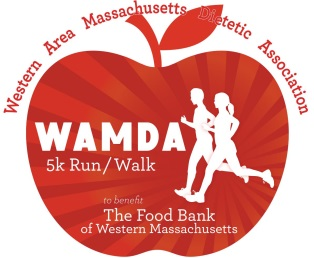 Western Area Massachusetts Dietetic Association
WAMDA
5k Run/Walk
to benefit
The Food Bank
of Western Massachusetts